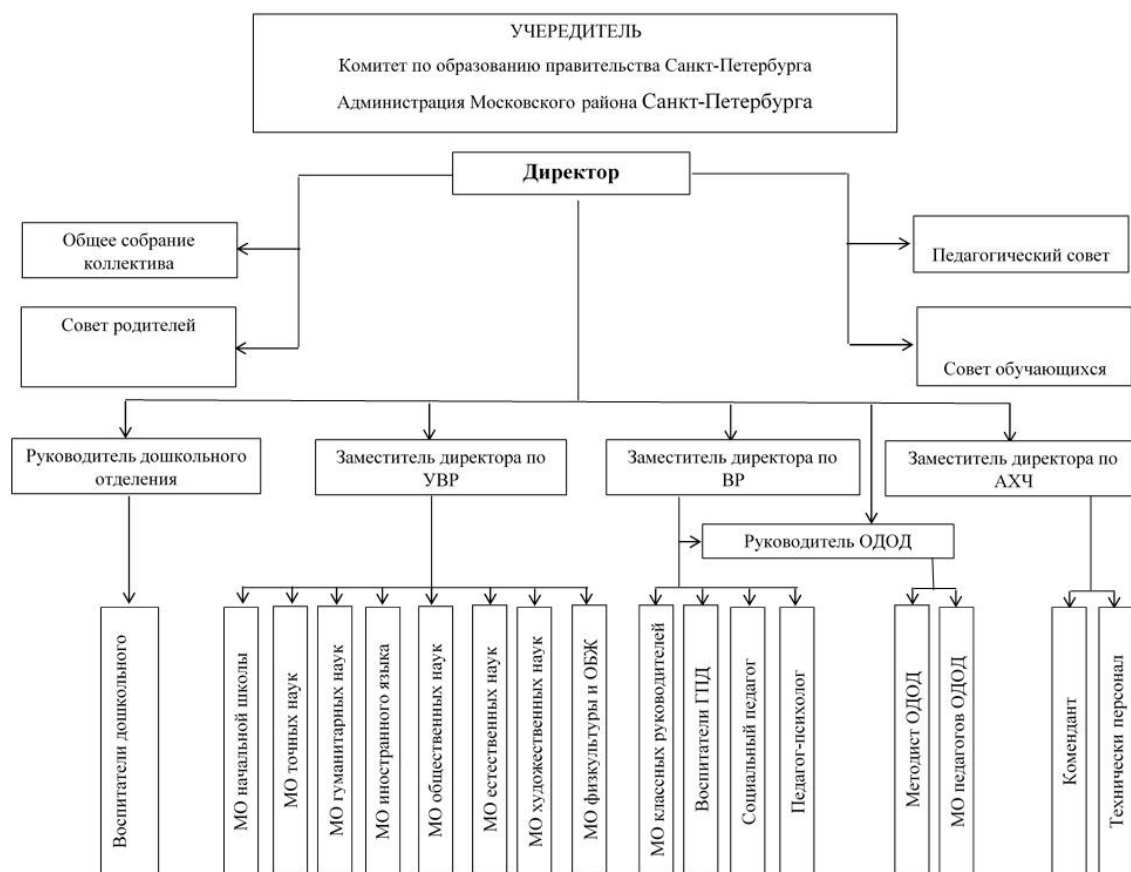 УЧЕРЕДИТЕЛЬ
Комитет по образованию правительства Санкт-Петербурга
Администрация Московского района Санкт-Петербурга
Директор
Общее собрание
коллектива
Педагогический совет
Совет родителей
Совет обучающихся
Руководитель дошкольного
отделения
Заместитель директора по
УВР
Заместитель директора по
ВР
Заместитель директора по
АХЧ
Руководитель ОДОД
Воспитатели дошкольного
МО начальной школы
МО точных наук
МО гуманитарных наук
МО иностранного языка
МО общественных наук
МО естественных наук
МО художественных наук
МО физкультуры и ОБЖ
МО классных руководителей
Воспитатели ГПД
Социальный педагог
Педагог-психолог
Методист ОДОД
МО педагогов ОДОД
Комендант
Технически персонал